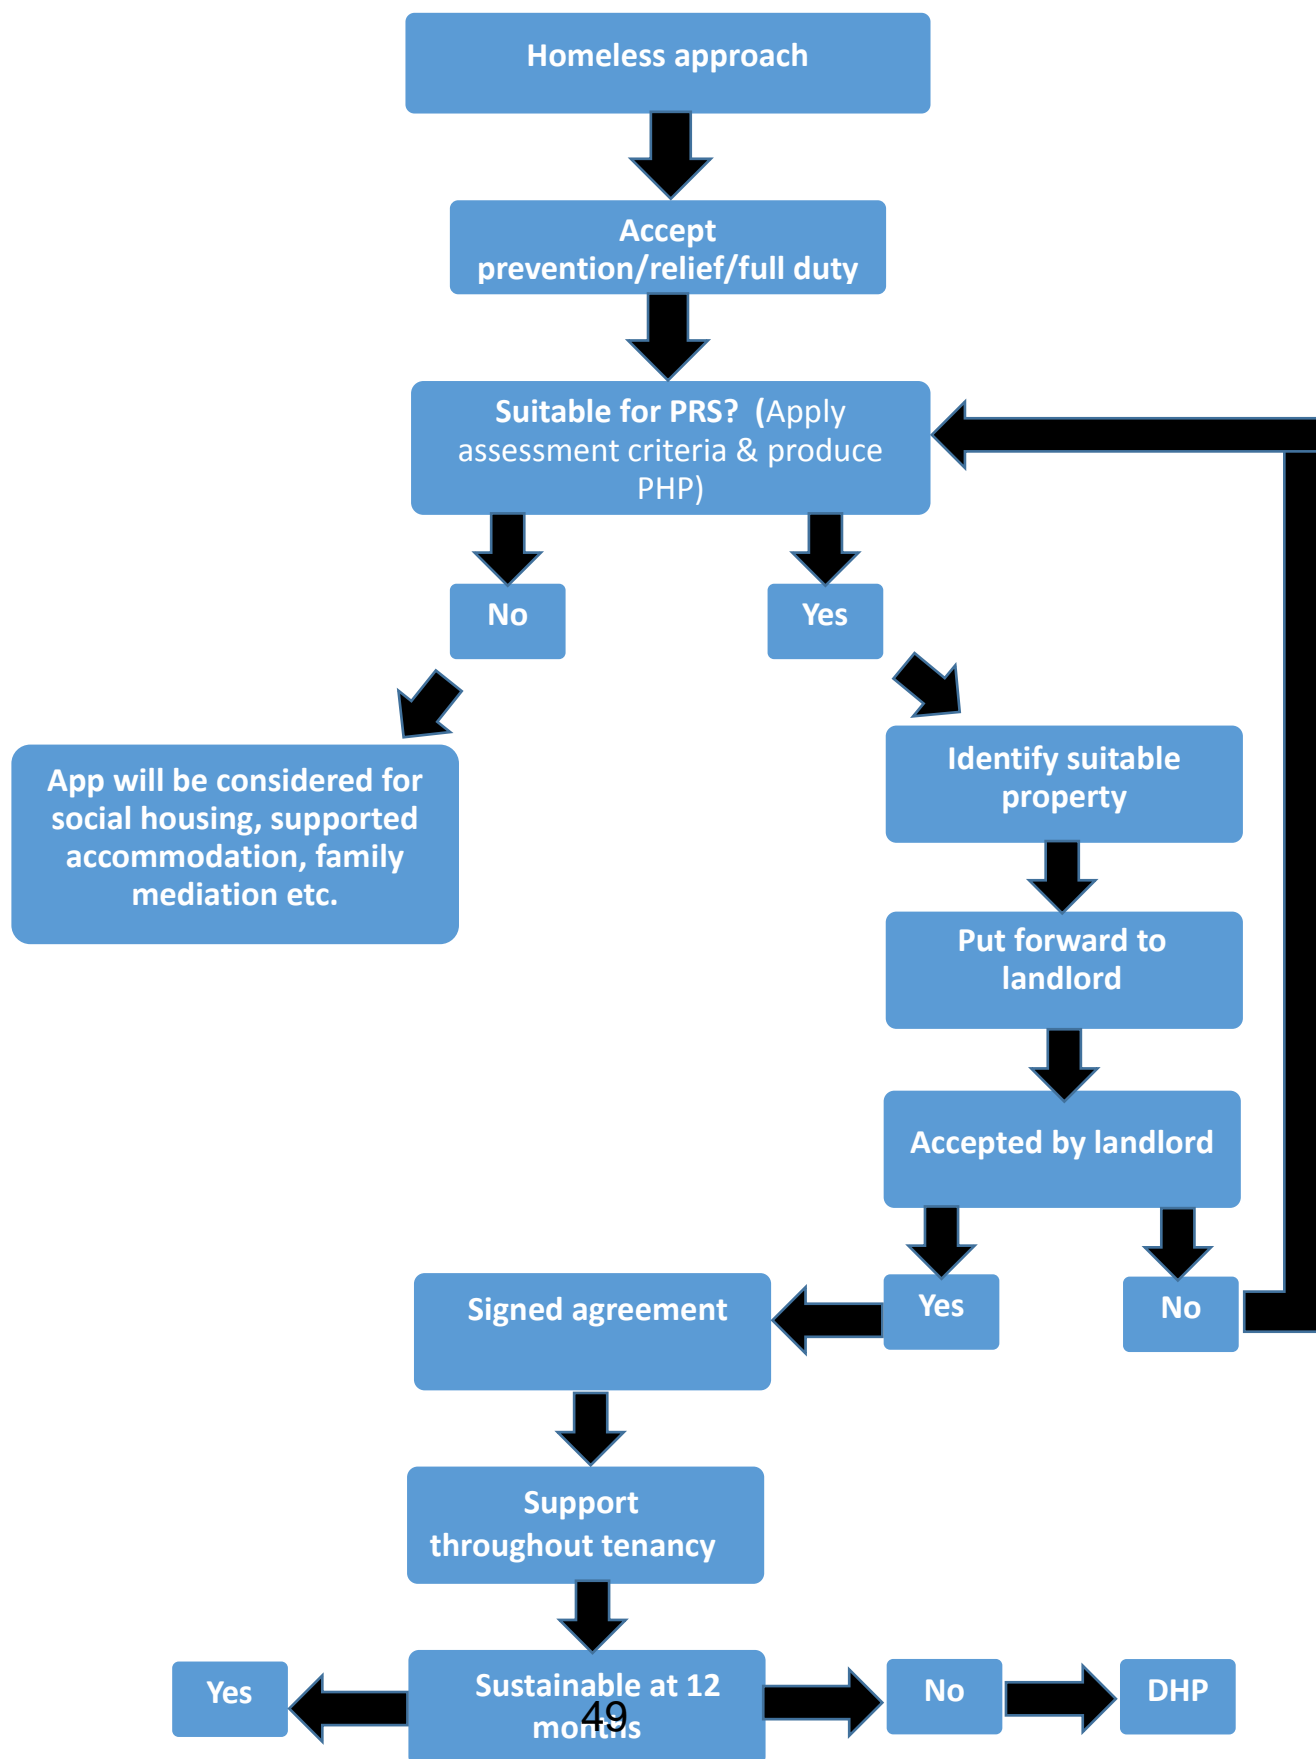 Homeless approach
Accept
prevention/relief/full duty
Suitable for PRS? (Apply
assessment criteria & produce
PHP)
No
Yes
App will be considered for
social housing, supported
accommodation, family
mediation etc.
Identify suitable
property
Put forward to
landlord
Accepted by landlord
Signed agreement
Yes
No
Support
throughout tenancy
Yes
Sustainable at 12
months
No
DHP
49